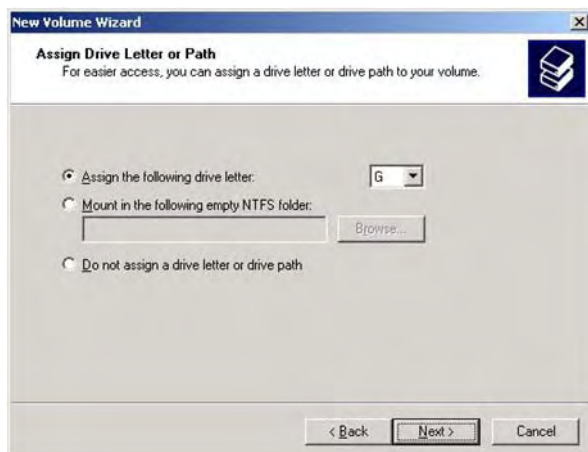 New Volume Wizard
Assign Drive Letter or Path
For easier access, you can assign a drive letter or drive path to your volume.
Assign the following drive letter: G
Mount in the following empty NTFS folder:
Browse...
Do not assign a drive letter or drive path
< Back Next > Cancel